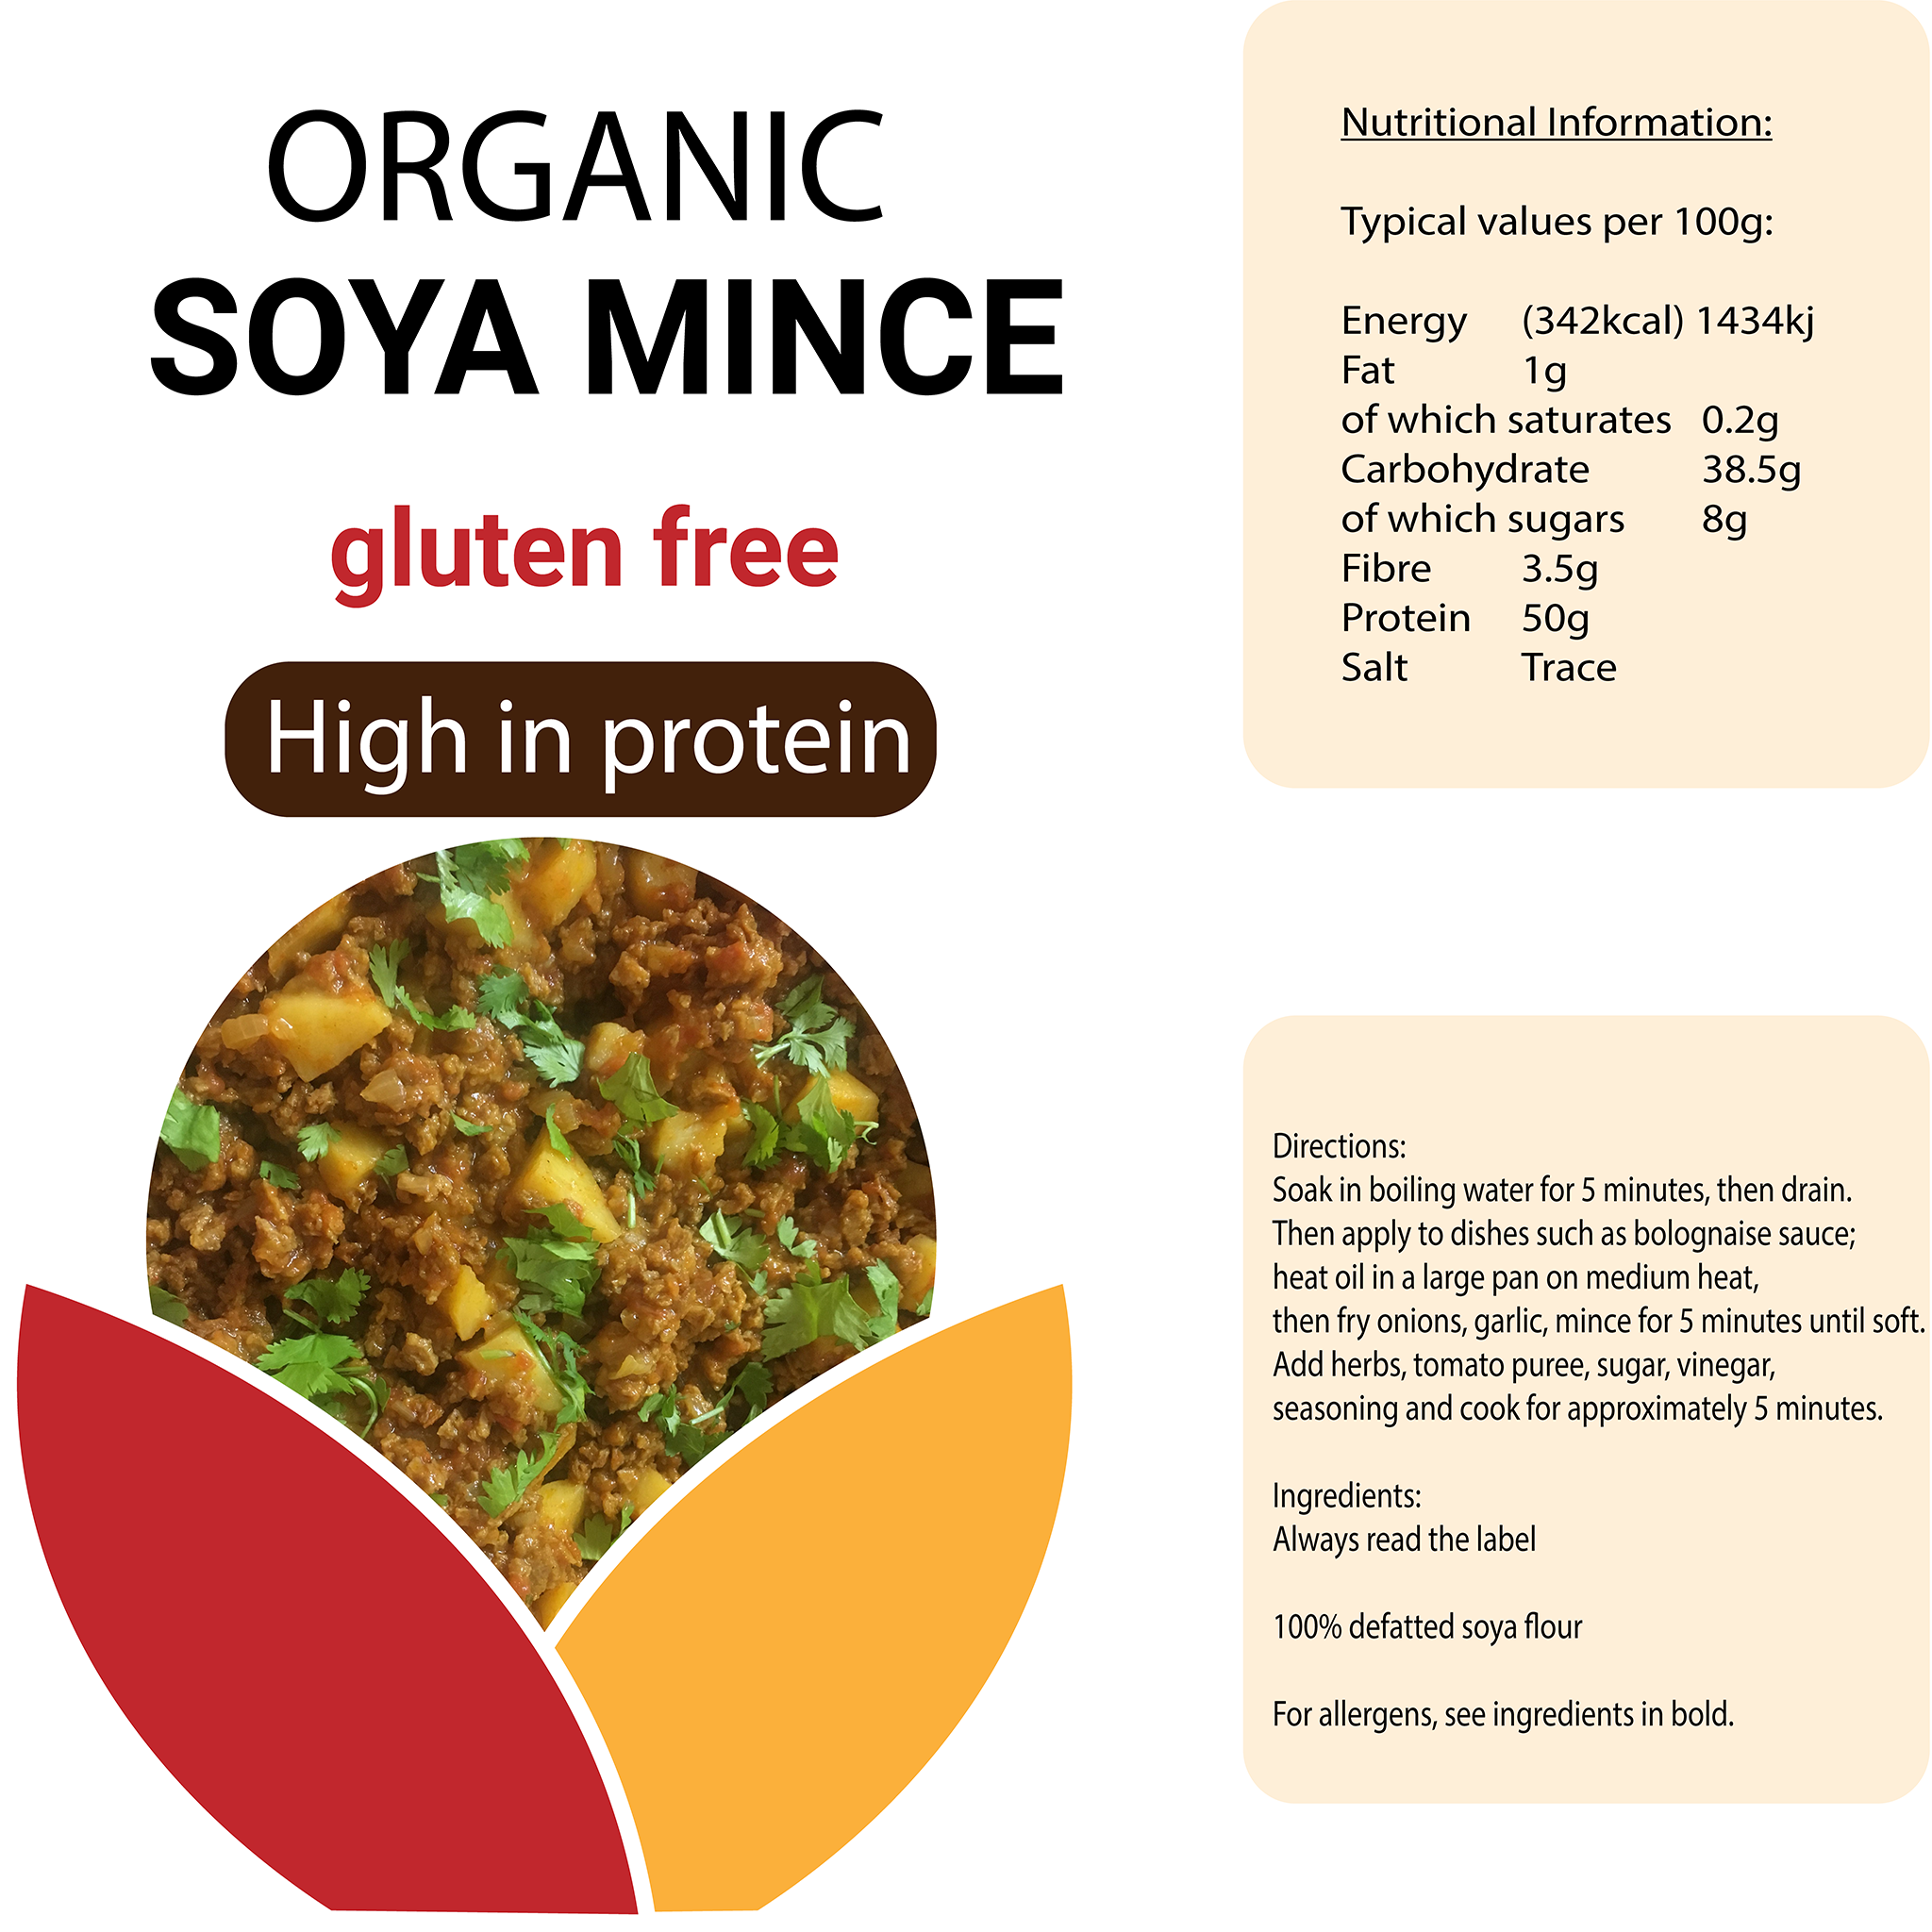 ORGANIC
SOYA MINCE
gluten free
High in protein
Nutritional Information:
Typical values per 100g:
Energy (342kcal) 1434kj
Fat 1g
of which saturates 0.2g
Carbohydrate 38.5g
of which sugars 8g
Fibre 3.5g
Protein 50g
Salt Trace
Directions:
Soak in boiling water for 5 minutes, then drain.
Then apply to dishes such as bolognaise sauce;
heat oil in a large pan on medium heat,
then fry onions, garlic, mince for 5 minutes until soft.
Add herbs, tomato puree, sugar, vinegar,
seasoning and cook for approximately 5 minutes.
Ingredients:
Always read the label
100% defatted soya flour
For allergens, see ingredients in bold.